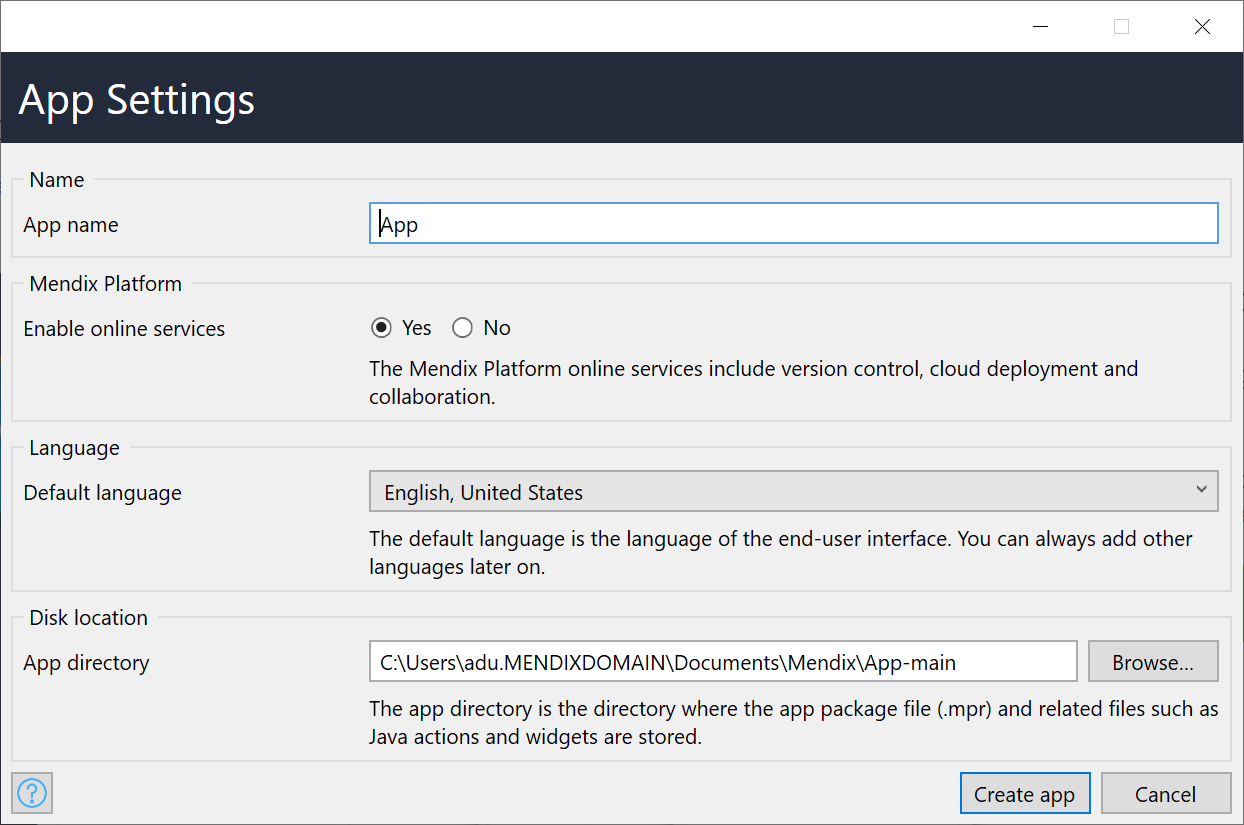 App Settings
Name
App name
App
Mendix Platform
Enable online services
Yes
No
The Mendix Platform online services include version control, cloud deployment and
collaboration.
Language
Default language
English, United States
The default language is the language of the end-user interface. You can always add other
languages later on.
Disk location
App directory
C:\Users\adu.MENDIXDOMAIN\Documents\Mendix\App-main
Browse...
The app directory is the directory where the app package file (.mpr) and related files such as
Java actions and widgets are stored.
?
Create app
Cancel